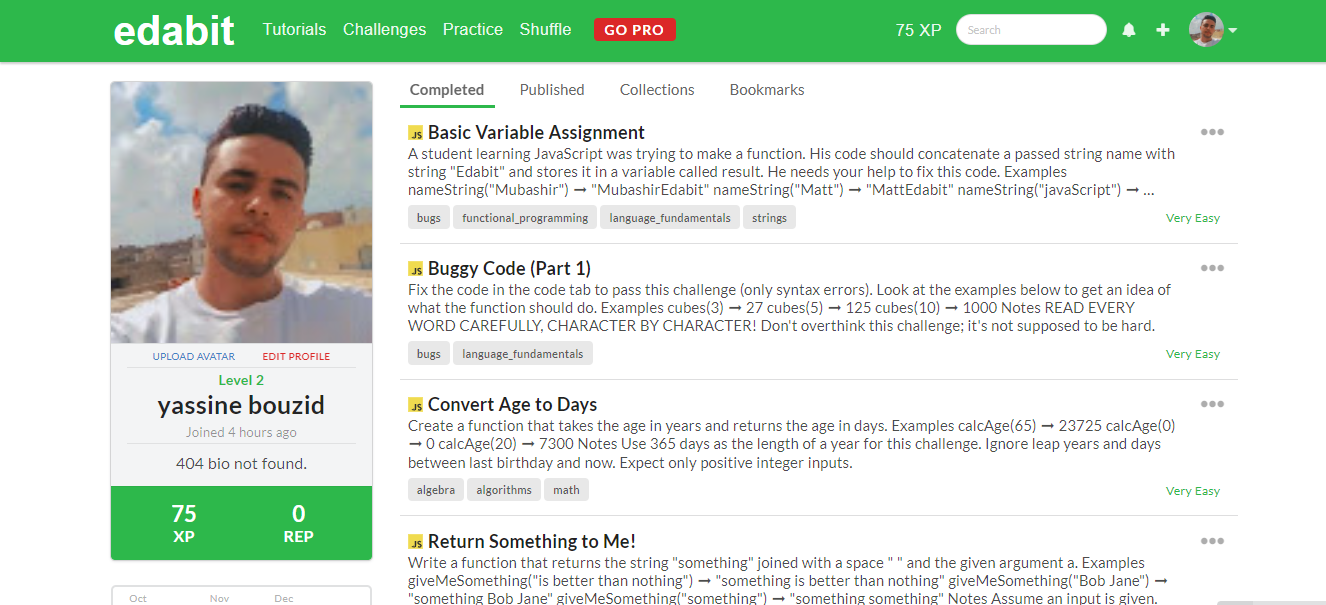 edabit
Tutorials Challenges Practice Shuffle GO PRO 75 XP Search
Completed Published Collections Bookmarks
JS Basic Variable Assignment
A student learning JavaScript was trying to make a function. His code should concatenate a passed string name with
string "Edabit" and stores it in a variable called result. He needs your help to fix this code. Examples
nameString("Mubashir") ➞ "MubashirEdabit" nameString("Matt") ➞ "MattEdabit" nameString("javaScript") ➞ ...
bugs functional_programming language_fundamentals strings Very Easy
JS Buggy Code (Part 1)
Fix the code in the code tab to pass this challenge (only syntax errors). Look at the examples below to get an idea of
what the function should do. Examples cubes(3) ➞ 27 cubes(5) ➞ 125 cubes(10) ➞ 1000 Notes READ EVERY
WORD CAREFULLY, CHARACTER BY CHARACTER! Don't overthink this challenge; it's not supposed to be hard.
bugs language_fundamentals Very Easy
JS Convert Age to Days
Create a function that takes the age in years and returns the age in days. Examples calcAge(65) ➞ 23725 calcAge(0)
➞ 0 calcAge(20) ➞ 7300 Notes Use 365 days as the length of a year for this challenge. Ignore leap years and days
between last birthday and now. Expect only positive integer inputs.
algebra algorithms math Very Easy
JS Return Something to Me!
Write a function that returns the string "something" joined with a space " " and the given argument a. Examples
giveMeSomething("is better than nothing") ➞ "something is better than nothing" giveMeSomething("Bob Jane") ➞
"something Bob Jane" giveMeSomething("something") ➞ "something something" Notes Assume an input is given.
UPLOAD AVATAR EDIT PROFILE
Level 2
yassine bouzid
Joined 4 hours ago
404 bio not found.
75 0
XP REP
Oct Nov Dec